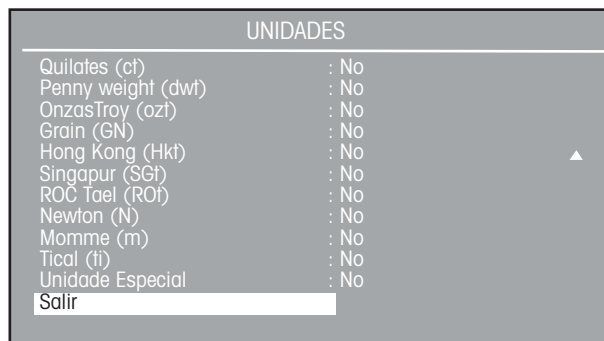 UNIDADES
Quilates (ct) : No
Penny weight (dwt) : No
OnzasTroy (ozt) : No
Grain (GN) : No
Hong Kong (Hkt) : No
Singapur (SGt) : No
ROC Tael (ROt) : No
Newton (N) : No
Momme (m) : No
Tical (ti) : No
Unidade Especial : No
Salir